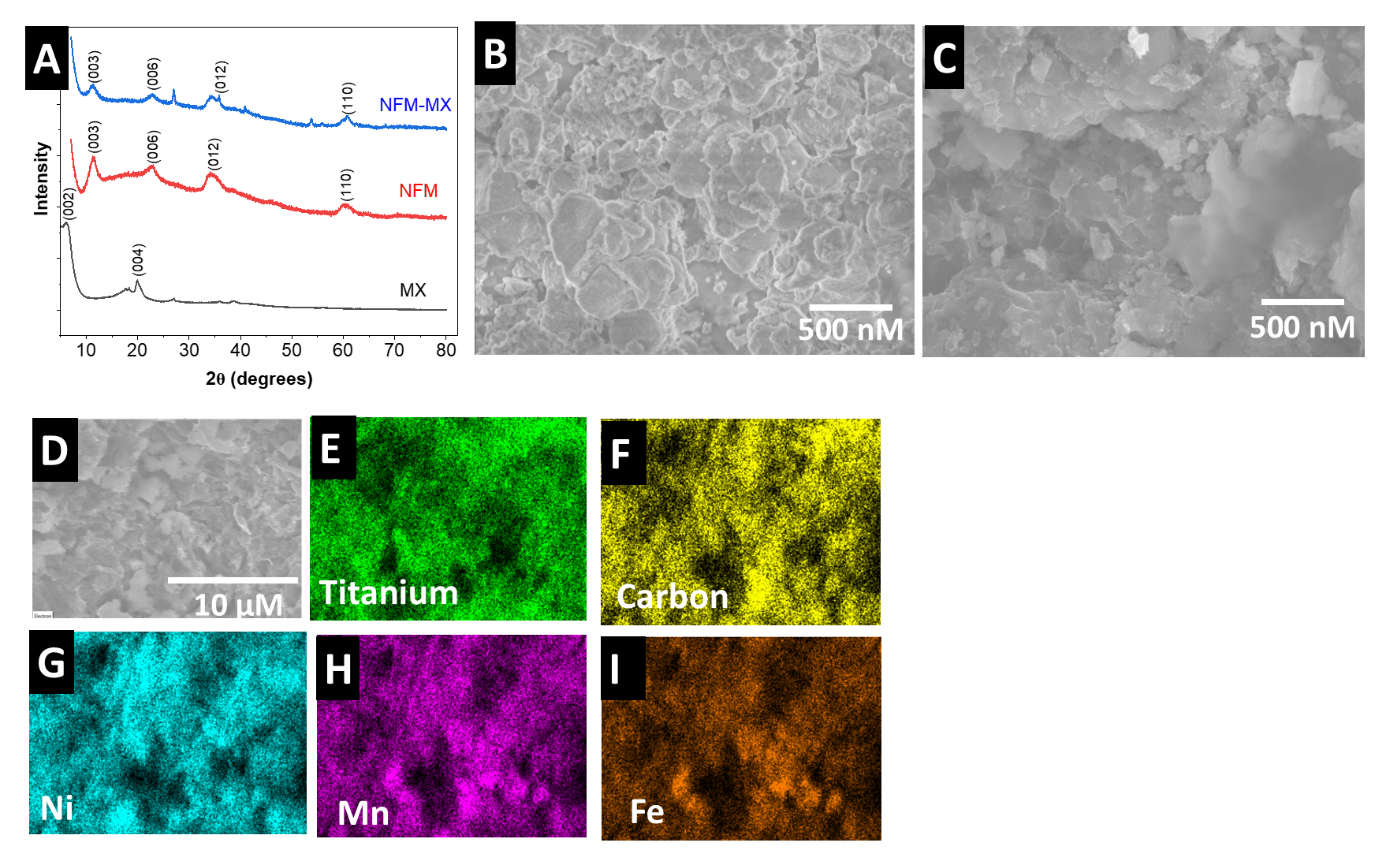 A
(003)
(006)
(012)
(110)
NFM-MX
(003)
(006)
(012)
(110)
NFM
(002)
(004)
MX
Intensity
10 20 30 40 50 60 70 80
2θ (degrees)
B
500 nM
C
500 nM
D
10 µM
Electron
E
Titanium
F
Carbon
G
Ni
H
Mn
I
Fe